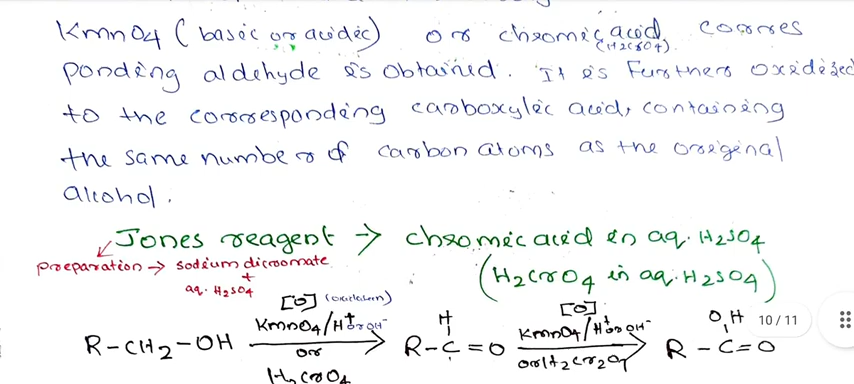 KmnO4 (basic or acidic) or chromic acid (H2CrO4). corres
ponding aldehyde is obtained. It is Further oxidized
to the corresponding carboxylic acid, containing
the same number of carbon atoms as the original
alcohol.
Jones reagent → chromic acid in aq. H2SO4
preparation → sodium dicromate
+
aq. H2SO4
(H2CrO4 in aq. H2SO4)
[O] (oxidation)
[O]
KmnO4/H+ or OH-
H
KmnO4/H+ or OH-
O,H
10 / 11
R-CH2-OH
R-C=O
R-C=O
or
or H2Cr2O7
H2CrO4